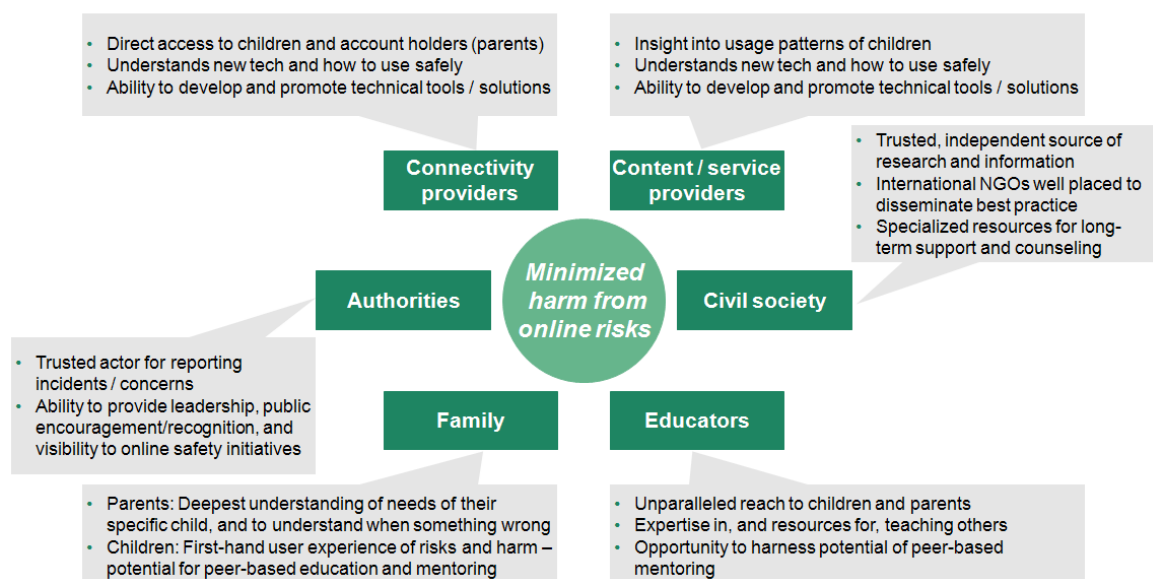 • Direct access to children and account holders (parents)
• Understands new tech and how to use safely
• Ability to develop and promote technical tools / solutions
• Insight into usage patterns of children
• Understands new tech and how to use safely
• Ability to develop and promote technical tools / solutions
Connectivity
providers
Content / service
providers
• Trusted, independent source of
research and information
• International NGOs well placed to
disseminate best practice
• Specialized resources for long-
term support and counseling
Authorities
Minimized
harm from
online risks
Civil society
• Trusted actor for reporting
incidents / concerns
• Ability to provide leadership, public
encouragement/recognition, and
visibility to online safety initiatives
Family
Educators
• Parents: Deepest understanding of needs of their
specific child, and to understand when something wrong
• Children: First-hand user experience of risks and harm –
potential for peer-based education and mentoring
• Unparalleled reach to children and parents
• Expertise in, and resources for, teaching others
• Opportunity to harness potential of peer-based
mentoring